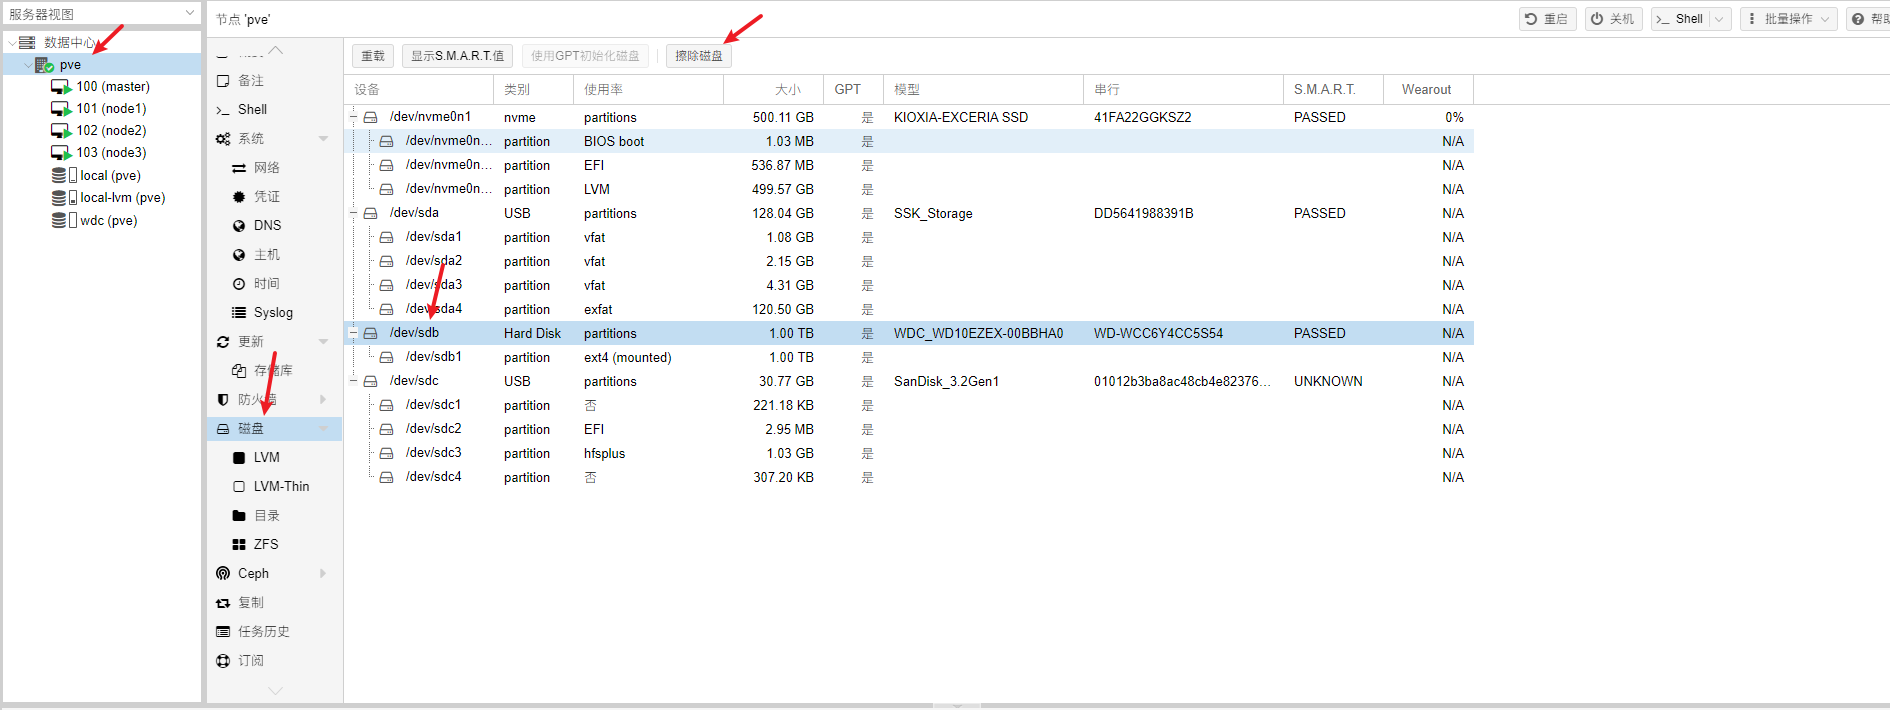 服务器视图
节点 'pve'
重启
关机
Shell
批量操作
帮助
数据中心
pve
100 (master)
101 (node1)
102 (node2)
103 (node3)
local (pve)
local-lvm (pve)
wdc (pve)
备注
Shell
系统
网络
凭证
DNS
主机
时间
Syslog
更新
存储库
防火墙
磁盘
LVM
LVM-Thin
目录
ZFS
Ceph
复制
任务历史
订阅
重载 显示S.M.A.R.T.值 使用GPT初始化磁盘 擦除磁盘
设备 类别 使用率 大小 GPT 模型 串行 S.M.A.R.T. Wearout
/dev/nvme0n1 nvme partitions 500.11 GB 是 KIOXIA-EXCERIA SSD 41FA22GGKSZ2 PASSED 0%
/dev/nvme0n... partition BIOS boot 1.03 MB 是 N/A
/dev/nvme0n... partition EFI 536.87 MB 是 N/A
/dev/nvme0n... partition LVM 499.57 GB 是 N/A
/dev/sda USB partitions 128.04 GB 是 SSK_Storage DD5641988391B PASSED N/A
/dev/sda1 partition vfat 1.08 GB 是 N/A
/dev/sda2 partition vfat 2.15 GB 是 N/A
/dev/sda3 partition vfat 4.31 GB 是 N/A
/dev/sda4 partition exfat 120.50 GB 是 N/A
/dev/sdb Hard Disk partitions 1.00 TB 是 WDC_WD10EZEX-00BBHA0 WD-WCC6Y4CC5S54 PASSED N/A
/dev/sdb1 partition ext4 (mounted) 1.00 TB 是 N/A
/dev/sdc USB partitions 30.77 GB 是 SanDisk_3.2Gen1 01012b3ba8ac48cb4e82376... UNKNOWN N/A
/dev/sdc1 partition 否 221.18 KB 是 N/A
/dev/sdc2 partition EFI 2.95 MB 是 N/A
/dev/sdc3 partition hfsplus 1.03 GB 是 N/A
/dev/sdc4 partition 否 307.20 KB 是 N/A